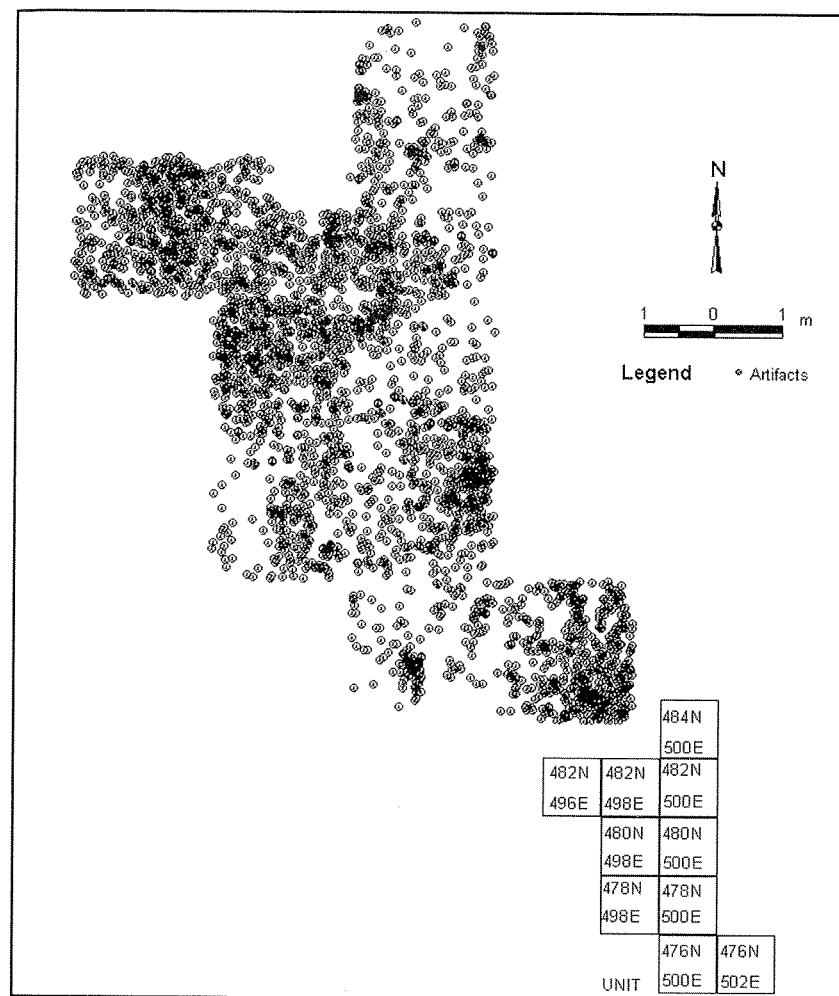 N
1 0 1 m
Legend Artifacts
484N
500E
482N 482N 482N
496E 498E 500E
480N 480N
498E 500E
478N 478N
498E 500E
476N 476N
UNIT 500E 502E